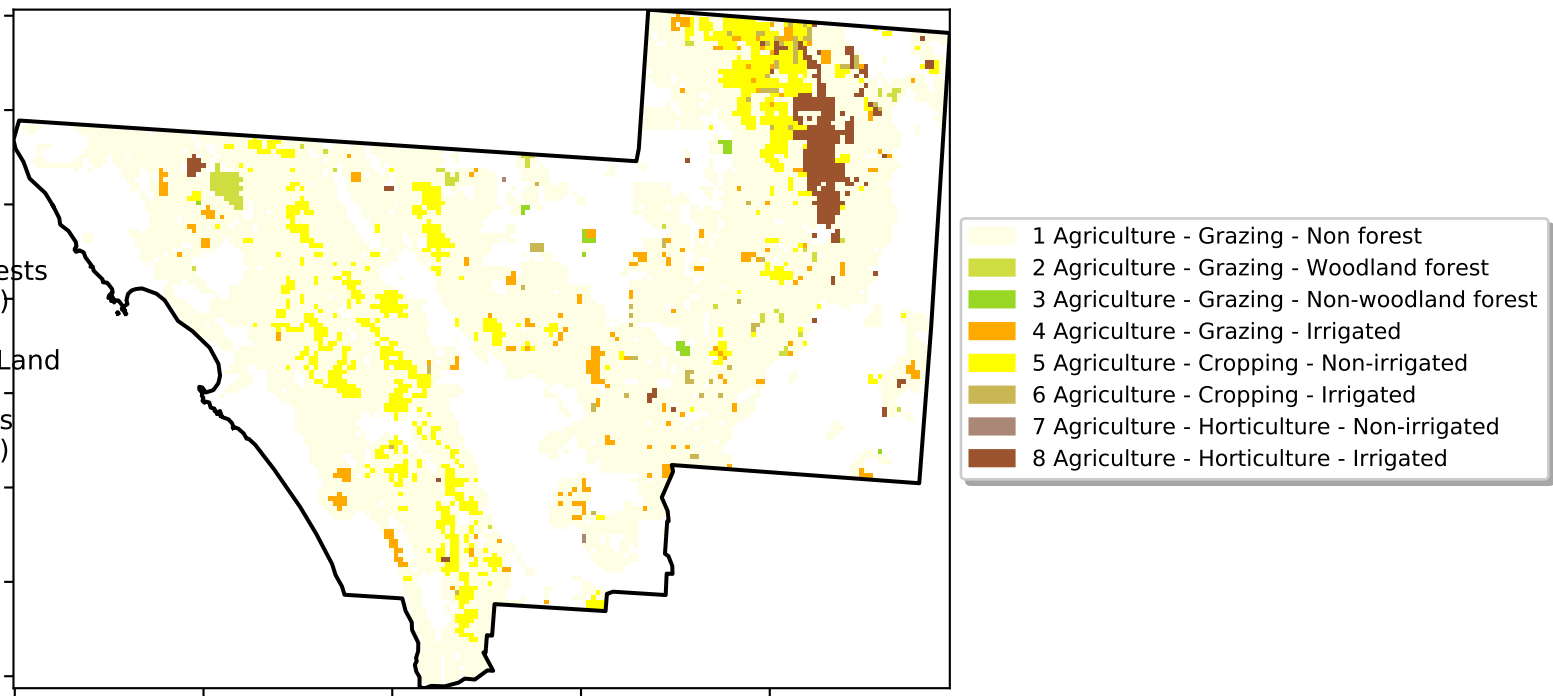 ests
)
Land
s
)
1 Agriculture - Grazing - Non forest
2 Agriculture - Grazing - Woodland forest
3 Agriculture - Grazing - Non-woodland forest
4 Agriculture - Grazing - Irrigated
5 Agriculture - Cropping - Non-irrigated
6 Agriculture - Cropping - Irrigated
7 Agriculture - Horticulture - Non-irrigated
8 Agriculture - Horticulture - Irrigated